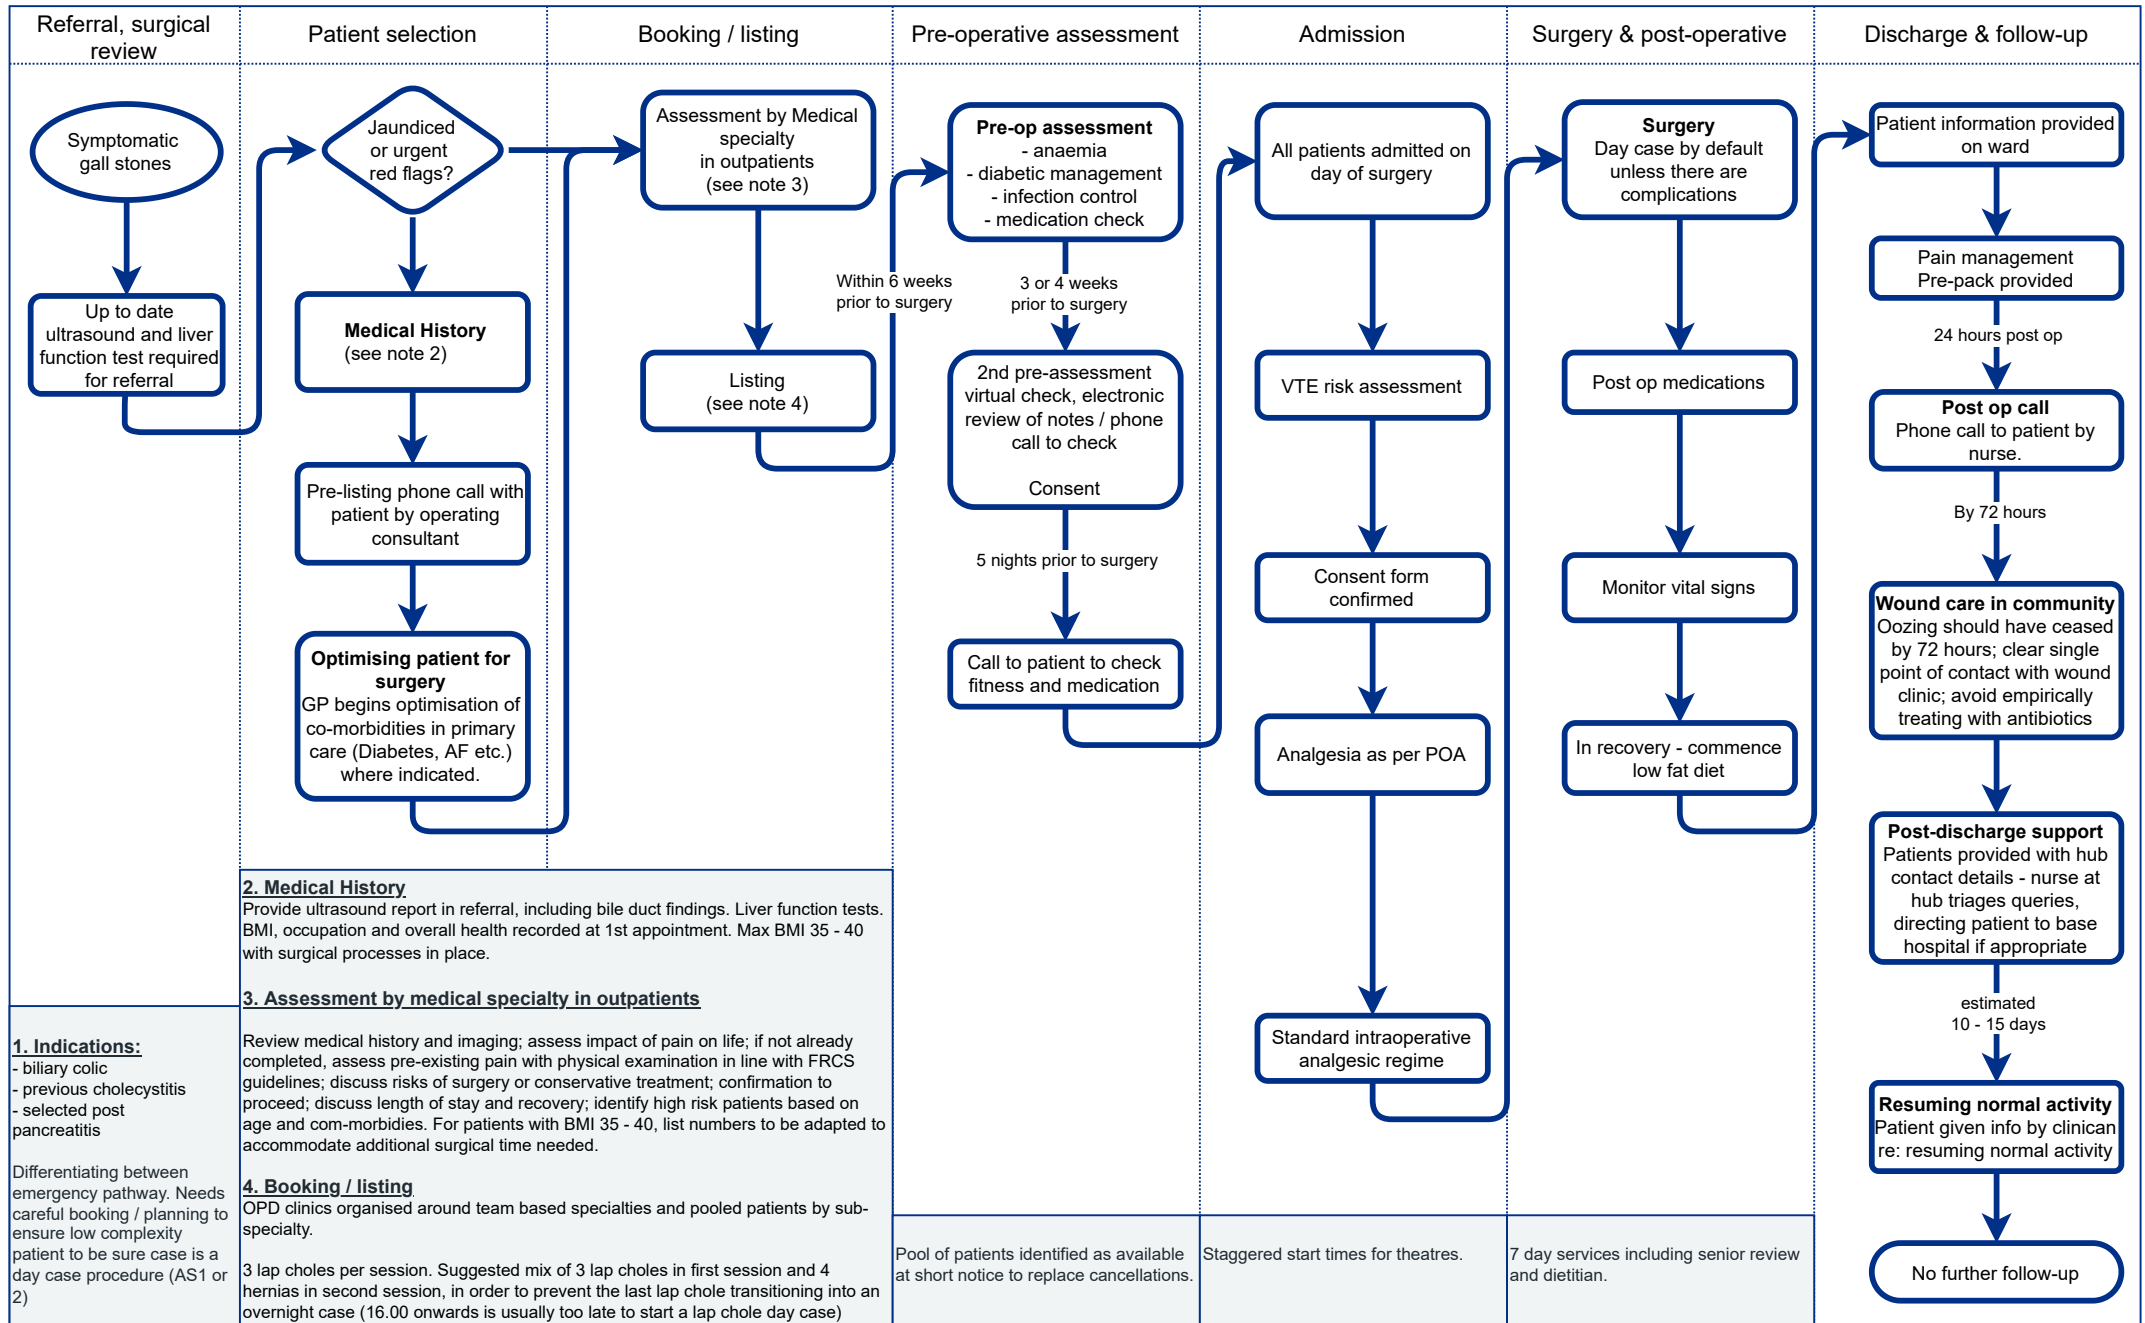 Referral, surgical
review
Patient selection
Booking / listing
Pre-operative assessment
Admission
Surgery & post-operative
Discharge & follow-up
Symptomatic
gall stones
Up to date
ultrasound and liver
function test required
for referral
Jaundiced
or urgent
red flags?
Medical History
(see note 2)
Pre-listing phone call with
patient by operating
consultant
Optimising patient for
surgery
GP begins optimisation of
co-morbidities in primary
care (Diabetes, AF etc.)
where indicated.
Assessment by Medical
specialty
in outpatients
(see note 3)
Listing
(see note 4)
Within 6 weeks
prior to surgery
Pre-op assessment
- anaemia
- diabetic management
- infection control
- medication check
3 or 4 weeks
prior to surgery
2nd pre-assessment
virtual check, electronic
review of notes / phone
call to check
Consent
5 nights prior to surgery
Call to patient to check
fitness and medication
All patients admitted on
day of surgery
VTE risk assessment
Consent form
confirmed
Analgesia as per POA
Standard intraoperative
analgesic regime
Surgery
Day case by default
unless there are
complications
Post op medications
Monitor vital signs
In recovery - commence
low fat diet
Patient information provided
on ward
Pain management
Pre-pack provided
24 hours post op
Post op call
Phone call to patient by
nurse.
By 72 hours
Wound care in community
Oozing should have ceased
by 72 hours; clear single
point of contact with wound
clinic; avoid empirically
treating with antibiotics
Post-discharge support
Patients provided with hub
contact details - nurse at
hub triages queries,
directing patient to base
hospital if appropriate
estimated
10 - 15 days
Resuming normal activity
Patient given info by clinican
re: resuming normal activity
No further follow-up
1. Indications:
- biliary colic
- previous cholecystitis
- selected post
pancreatitis
Differentiating between
emergency pathway. Needs
careful booking / planning to
ensure low complexity
patient to be sure case is a
day case procedure (AS1 or
2)
2. Medical History
Provide ultrasound report in referral, including bile duct findings. Liver function tests.
BMI, occupation and overall health recorded at 1st appointment. Max BMI 35 - 40
with surgical processes in place.
3. Assessment by medical specialty in outpatients
Review medical history and imaging; assess impact of pain on life; if not already
completed, assess pre-existing pain with physical examination in line with FRCS
guidelines; discuss risks of surgery or conservative treatment; confirmation to
proceed; discuss length of stay and recovery; identify high risk patients based on
age and com-morbidies. For patients with BMI 35 - 40, list numbers to be adapted to
accommodate additional surgical time needed.
4. Booking / listing
OPD clinics organised around team based specialties and pooled patients by sub-
specialty.
3 lap choles per session. Suggested mix of 3 lap choles in first session and 4
hernias in second session, in order to prevent the last lap chole transitioning into an
overnight case (16.00 onwards is usually too late to start a lap chole day case)
Pool of patients identified as available
at short notice to replace cancellations.
Staggered start times for theatres.
7 day services including senior review
and dietitian.